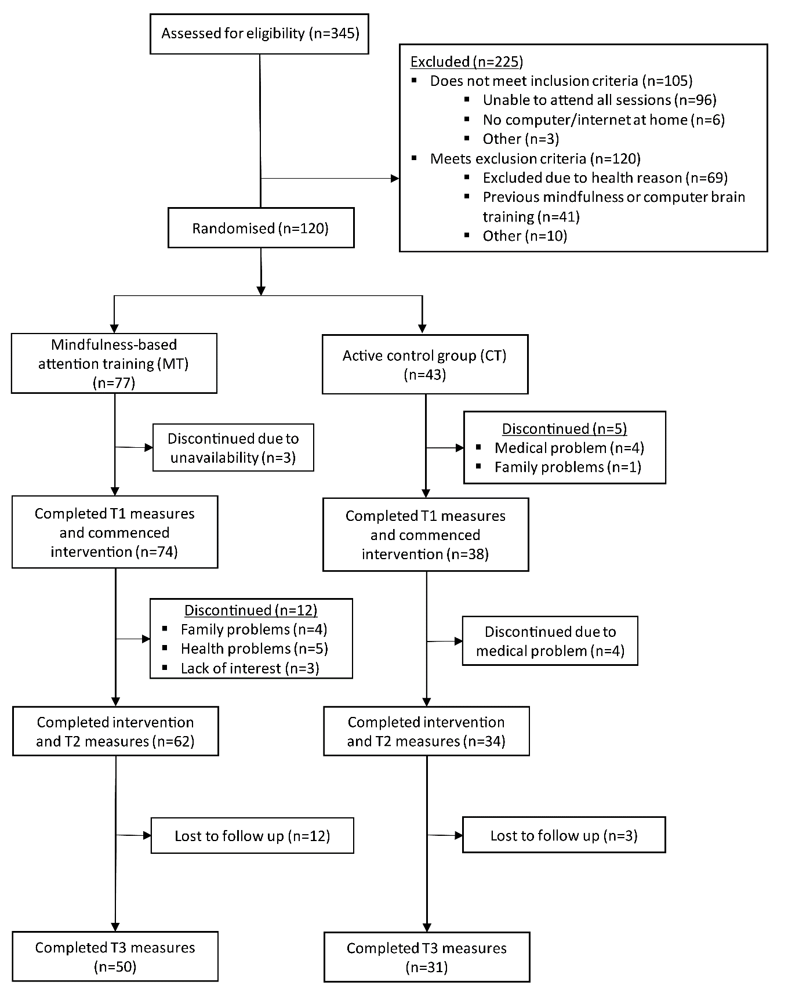 Assessed for eligibility (n=345)
Excluded (n=225)
▪ Does not meet inclusion criteria (n=105)
▪ Unable to attend all sessions (n=96)
▪ No computer/internet at home (n=6)
▪ Other (n=3)
▪ Meets exclusion criteria (n=120)
▪ Excluded due to health reason (n=69)
▪ Previous mindfulness or computer brain
training (n=41)
▪ Other (n=10)
Randomised (n=120)
Mindfulness-based
attention training (MT)
(n=77)
Active control group (CT)
(n=43)
Discontinued due to
unavailability (n=3)
Discontinued (n=5)
▪ Medical problem (n=4)
▪ Family problems (n=1)
Completed T1 measures
and commenced
intervention (n=74)
Completed T1 measures
and commenced
intervention (n=38)
Discontinued (n=12)
▪ Family problems (n=4)
▪ Health problems (n=5)
▪ Lack of interest (n=3)
Discontinued due to
medical problem (n=4)
Completed intervention
and T2 measures (n=62)
Completed intervention
and T2 measures (n=34)
Lost to follow up (n=12)
Lost to follow up (n=3)
Completed T3 measures
(n=50)
Completed T3 measures
(n=31)